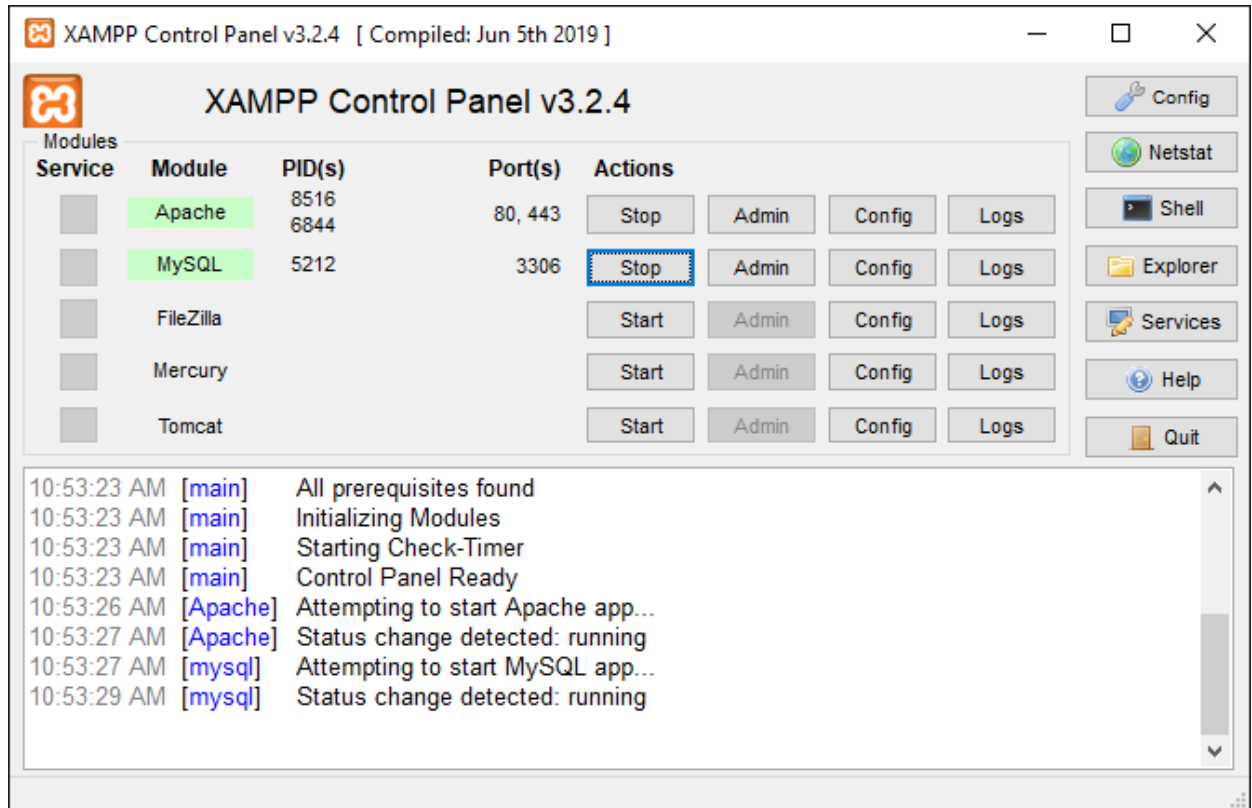 XAMPP Control Panel v3.2.4 [ Compiled: Jun 5th 2019 ]
XAMPP Control Panel v3.2.4
Config
Netstat
Shell
Explorer
Services
Help
Quit
Modules
Service Module PID(s) Port(s) Actions
Apache 8516 6844 80, 443 Stop Admin Config Logs
MySQL 5212 3306 Stop Admin Config Logs
FileZilla Start Admin Config Logs
Mercury Start Admin Config Logs
Tomcat Start Admin Config Logs
10:53:23 AM [main] All prerequisites found
10:53:23 AM [main] Initializing Modules
10:53:23 AM [main] Starting Check-Timer
10:53:23 AM [main] Control Panel Ready
10:53:26 AM [Apache] Attempting to start Apache app...
10:53:27 AM [Apache] Status change detected: running
10:53:27 AM [mysql] Attempting to start MySQL app...
10:53:29 AM [mysql] Status change detected: running